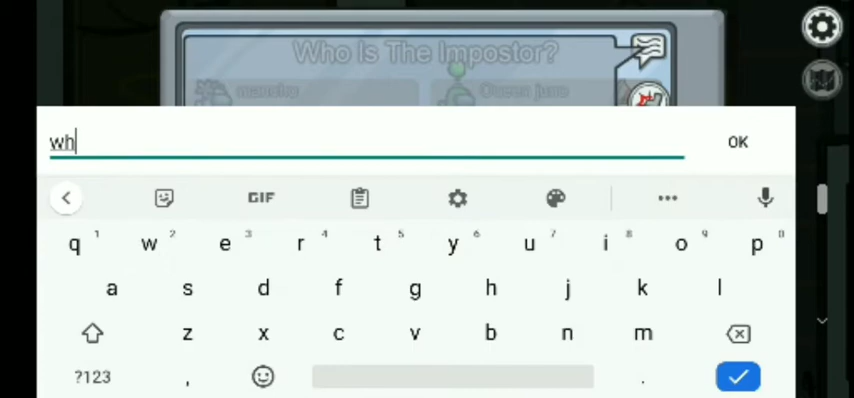 Who Is The Impostor?
wh
OK
GIF
q 1 w 2 e 3 r 4 t 5 y 6 u 7 i 8 o 9 p 0
a s d f g h j k l
z x c v b n m
?123 , .